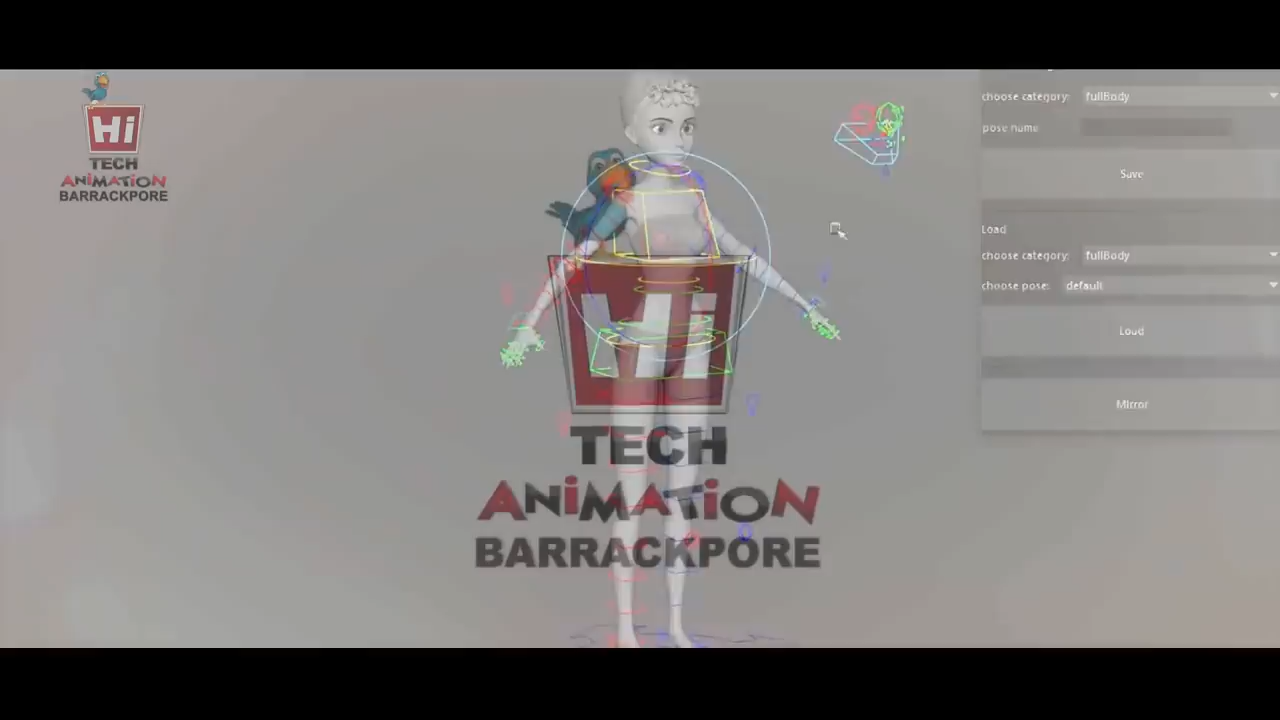 Hi
TECH
ANiMATiON
BARRACKPORE
choose category: fullBody
pose name
Save
Load
choose category: fullBody
choose pose: default
Load
Mirror
Hi
TECH
ANiMATiON
BARRACKPORE